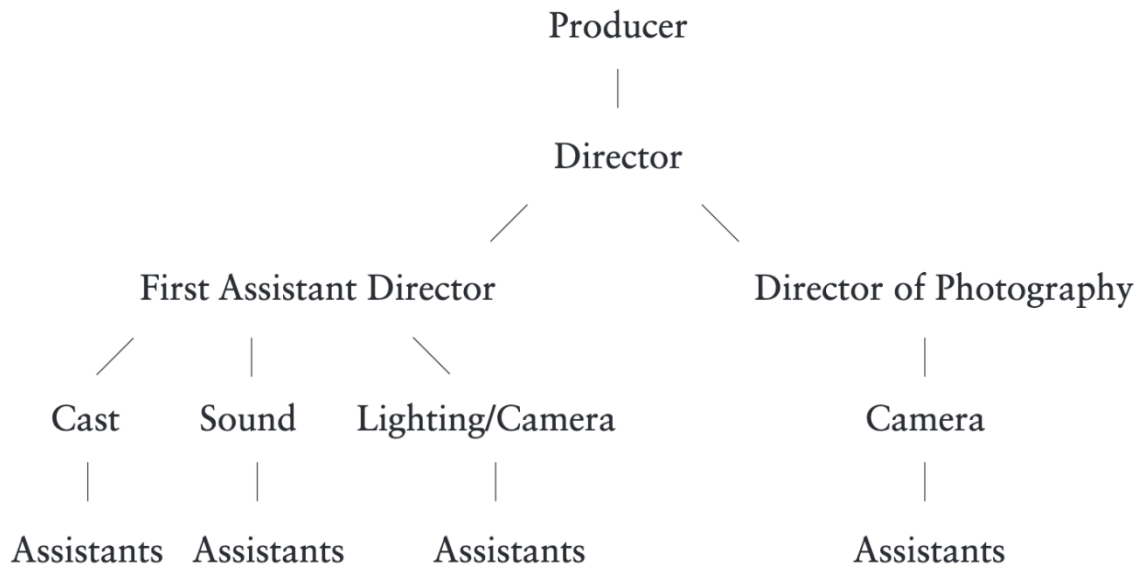 Producer
Director
First Assistant Director Director of Photography
Cast Sound Lighting/Camera Camera
Assistants Assistants Assistants Assistants